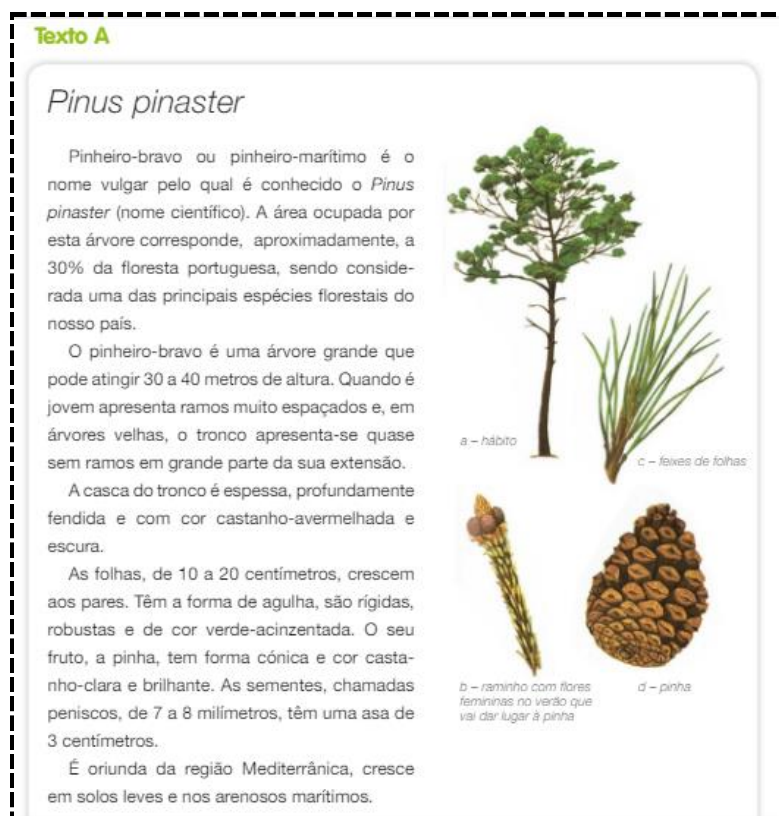 Texto A
Pinus pinaster
Pinheiro-bravo ou pinheiro-marítimo é o
nome vulgar pelo qual é conhecido o Pinus
pinaster (nome científico). A área ocupada por
esta árvore corresponde, aproximadamente, a
30% da floresta portuguesa, sendo conside-
rada uma das principais espécies florestais do
nosso país.
O pinheiro-bravo é uma árvore grande que
pode atingir 30 a 40 metros de altura. Quando é
jovem apresenta ramos muito espaçados e, em
árvores velhas, o tronco apresenta-se quase
sem ramos em grande parte da sua extensão.
A casca do tronco é espessa, profundamente
fendida e com cor castanho-avermelhada e
escura.
As folhas, de 10 a 20 centímetros, crescem
aos pares. Têm a forma de agulha, são rígidas,
robustas e de cor verde-acinzentada. O seu
fruto, a pinha, tem forma cónica e cor casta-
nho-clara e brilhante. As sementes, chamadas
peniscos, de 7 a 8 milímetros, têm uma asa de
3 centímetros.
É oriunda da região Mediterrânica, cresce
em solos leves e nos arenosos marítimos.
a – hábito
c – feixes de folhas
b – raminho com flores
femininas no verão que
vai dar lugar à pinha
d – pinha